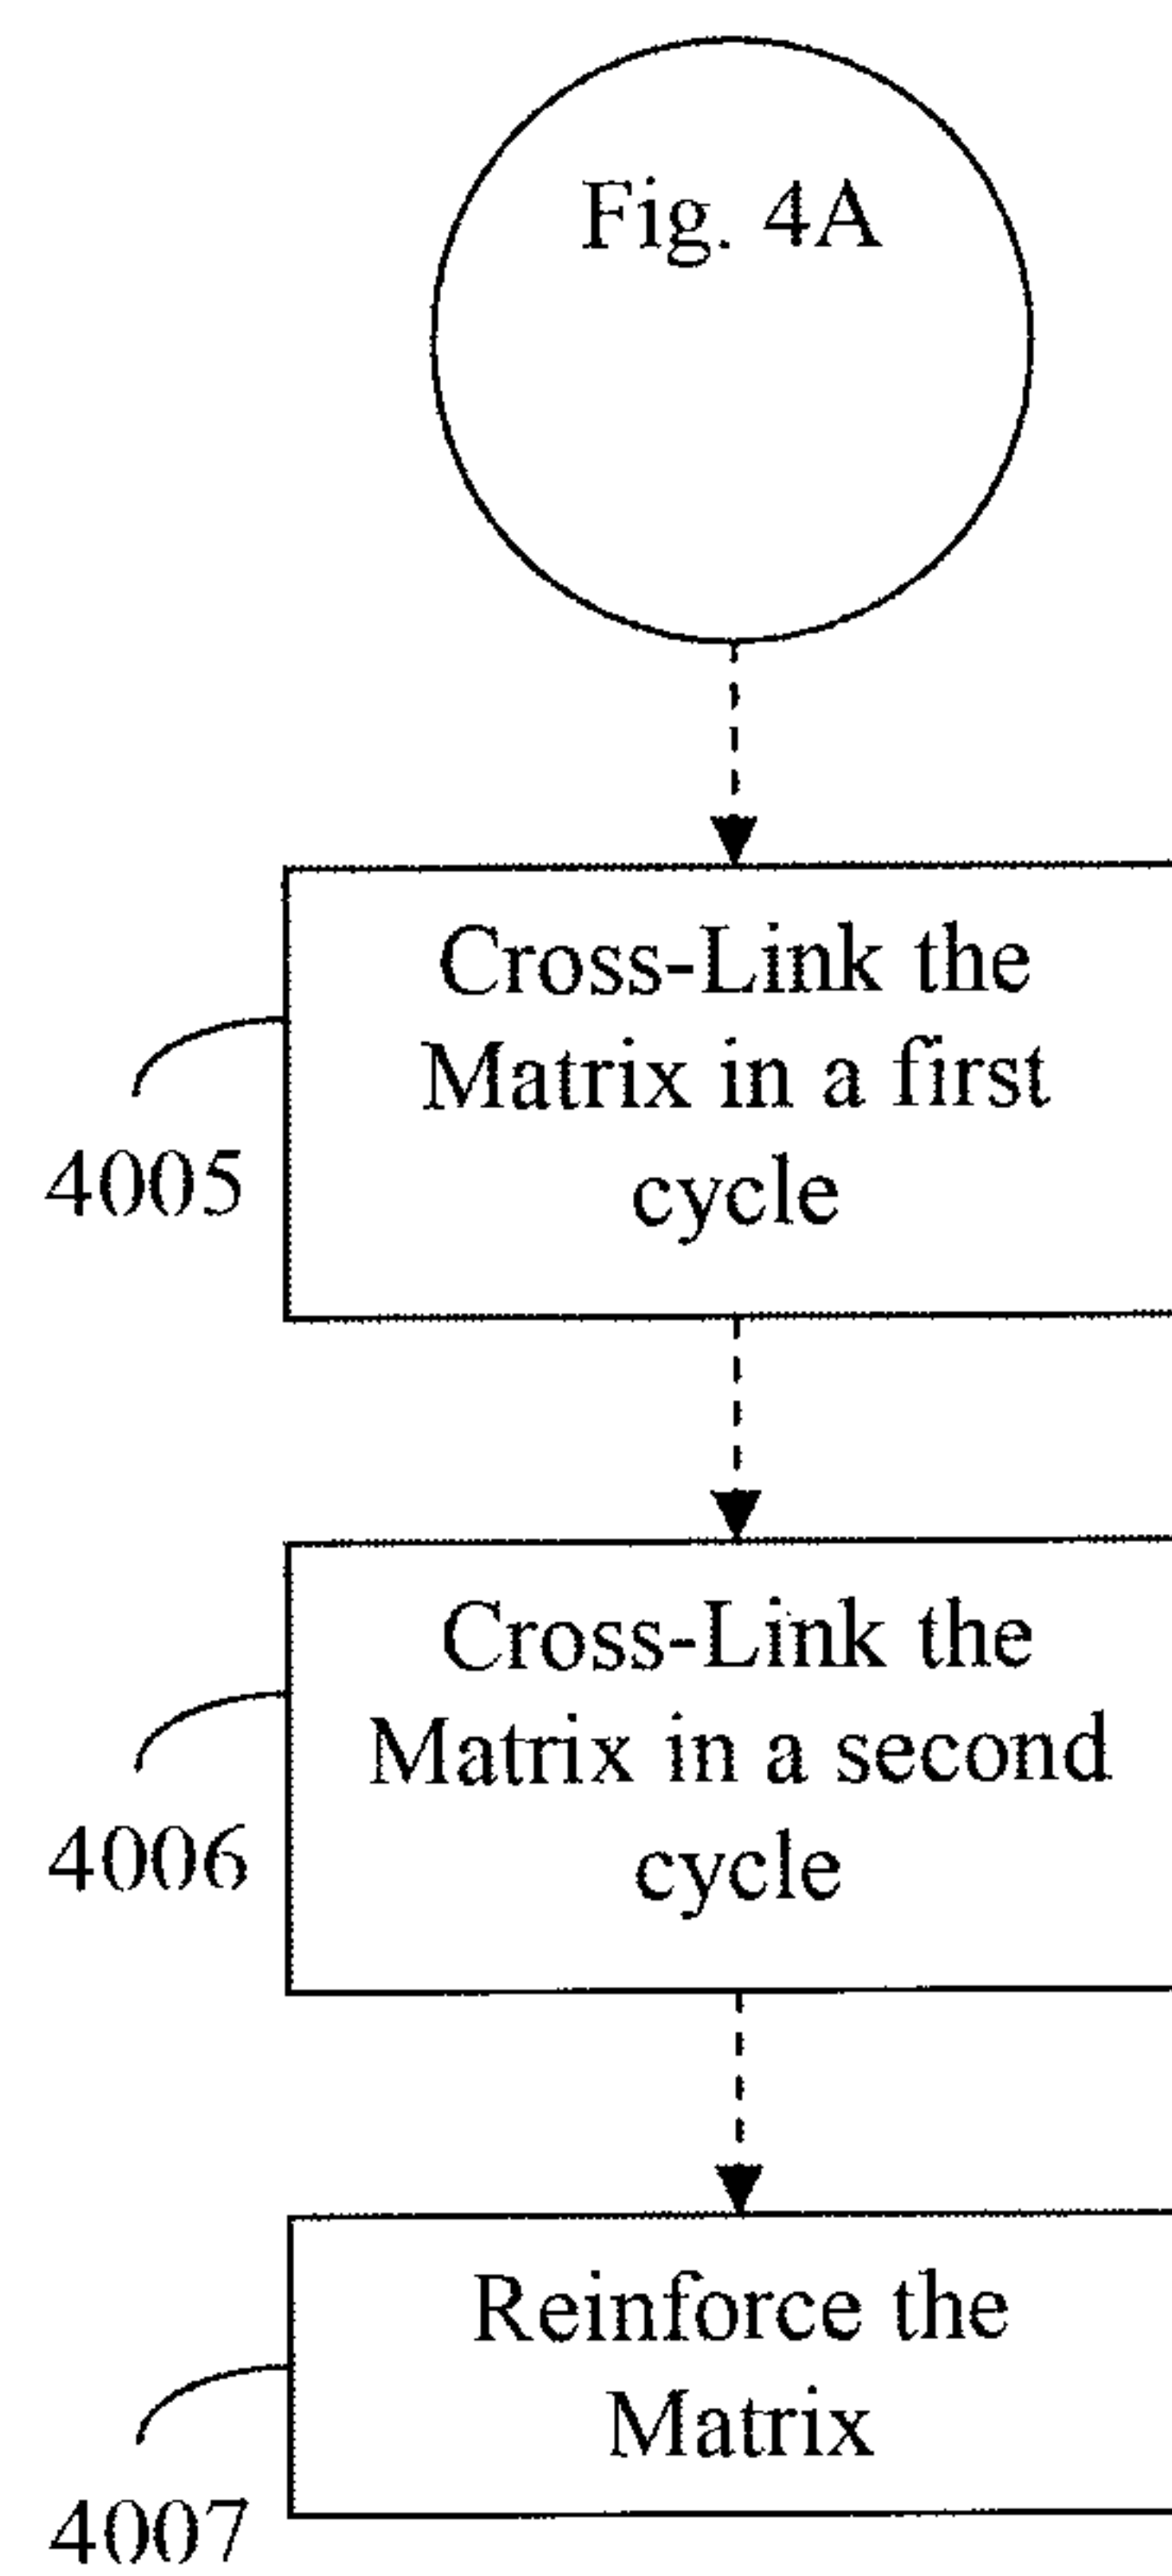 Fig. 4A
Cross-Link the
Matrix in a first
cycle
4005
Cross-Link the
Matrix in a second
cycle
4006
Reinforce the
Matrix
4007